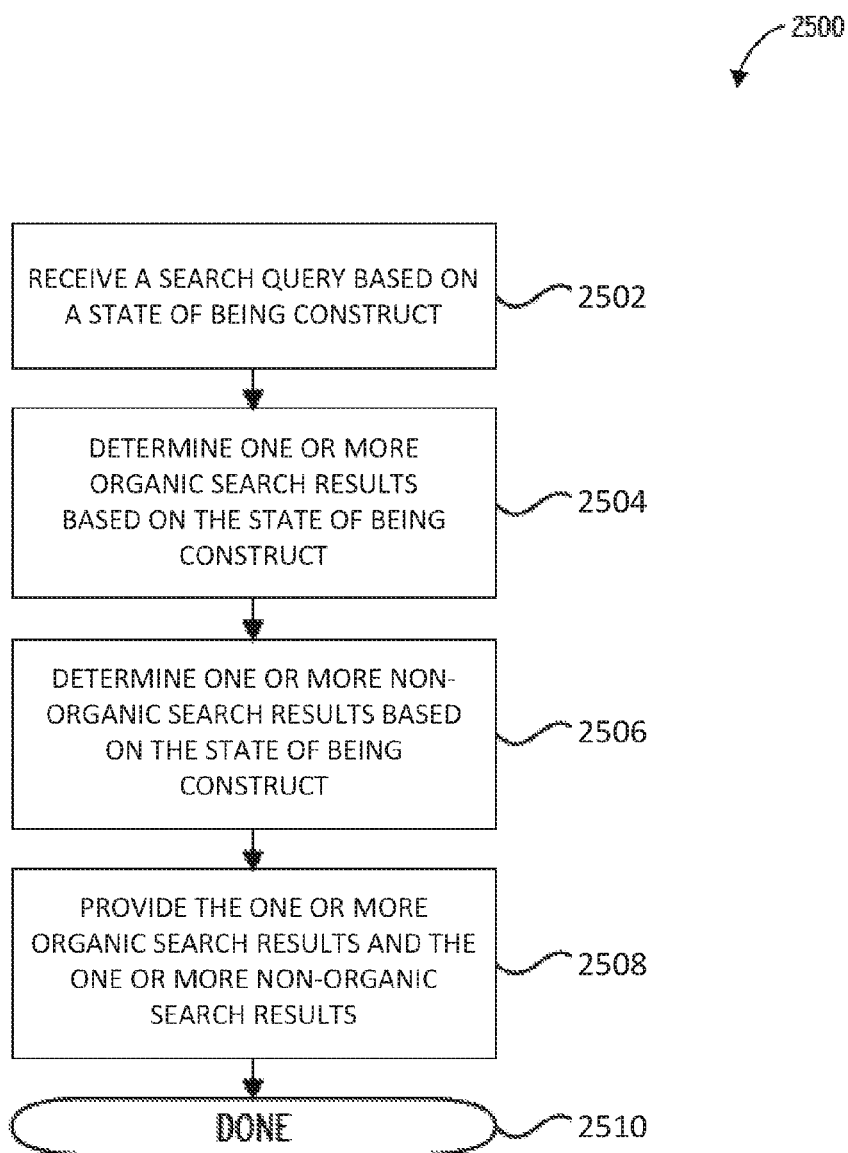 2500
RECEIVE A SEARCH QUERY BASED ON
A STATE OF BEING CONSTRUCT
2502
DETERMINE ONE OR MORE
ORGANIC SEARCH RESULTS
BASED ON THE STATE OF BEING
CONSTRUCT
2504
DETERMINE ONE OR MORE NON-
ORGANIC SEARCH RESULTS BASED
ON THE STATE OF BEING
CONSTRUCT
2506
PROVIDE THE ONE OR MORE
ORGANIC SEARCH RESULTS AND THE
ONE OR MORE NON-ORGANIC
SEARCH RESULTS
2508
DONE
2510